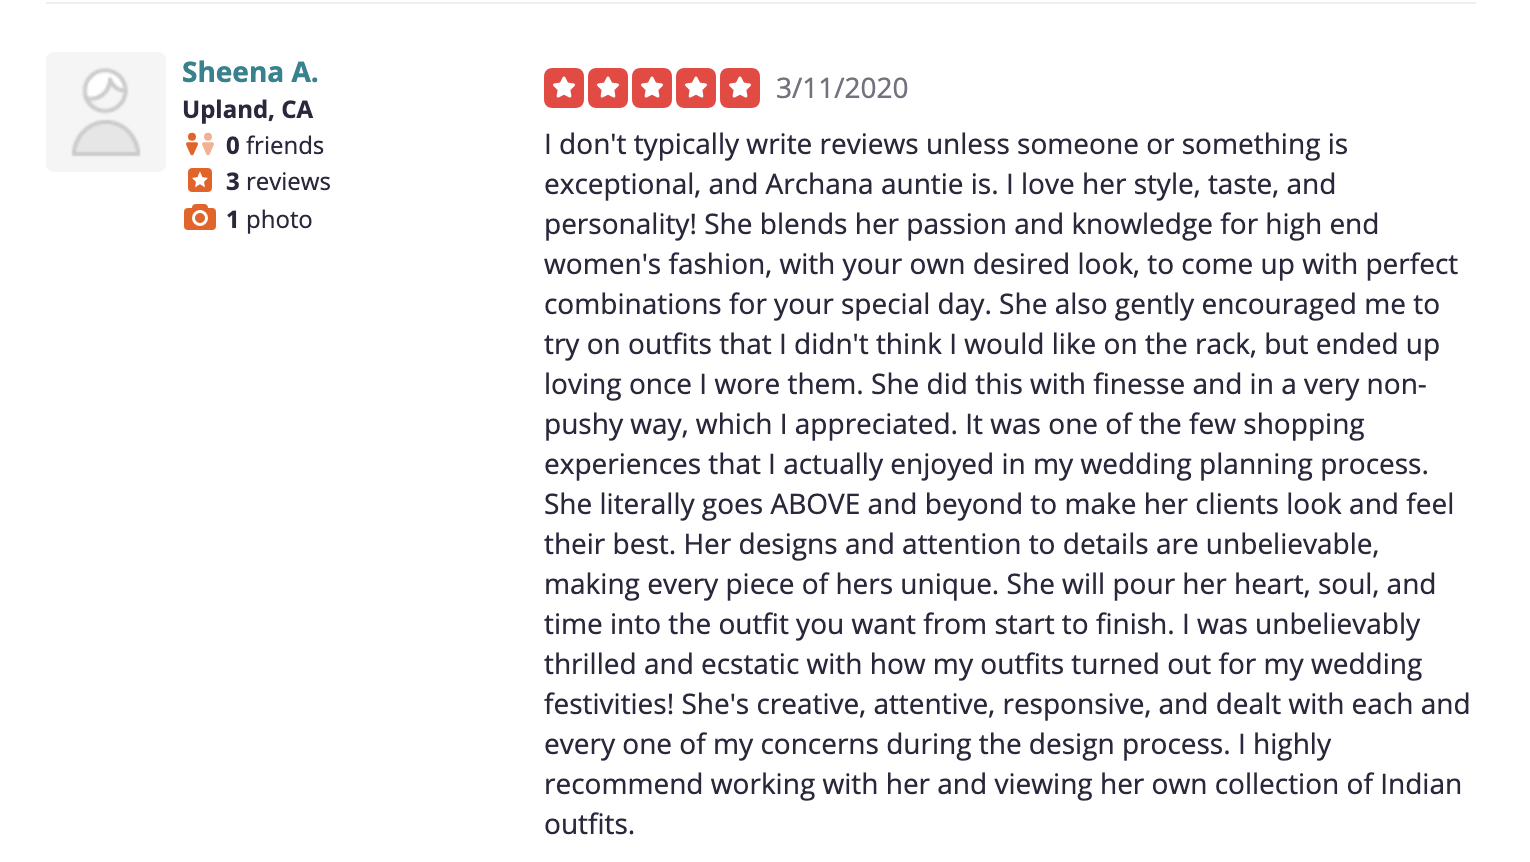 Sheena A.
Upland, CA
0 friends
3 reviews
1 photo
3/11/2020
I don't typically write reviews unless someone or something is
exceptional, and Archana auntie is. I love her style, taste, and
personality! She blends her passion and knowledge for high end
women's fashion, with your own desired look, to come up with perfect
combinations for your special day. She also gently encouraged me to
try on outfits that I didn't think I would like on the rack, but ended up
loving once I wore them. She did this with finesse and in a very non-
pushy way, which I appreciated. It was one of the few shopping
experiences that I actually enjoyed in my wedding planning process.
She literally goes ABOVE and beyond to make her clients look and feel
their best. Her designs and attention to details are unbelievable,
making every piece of hers unique. She will pour her heart, soul, and
time into the outfit you want from start to finish. I was unbelievably
thrilled and ecstatic with how my outfits turned out for my wedding
festivities! She's creative, attentive, responsive, and dealt with each and
every one of my concerns during the design process. I highly
recommend working with her and viewing her own collection of Indian
outfits.